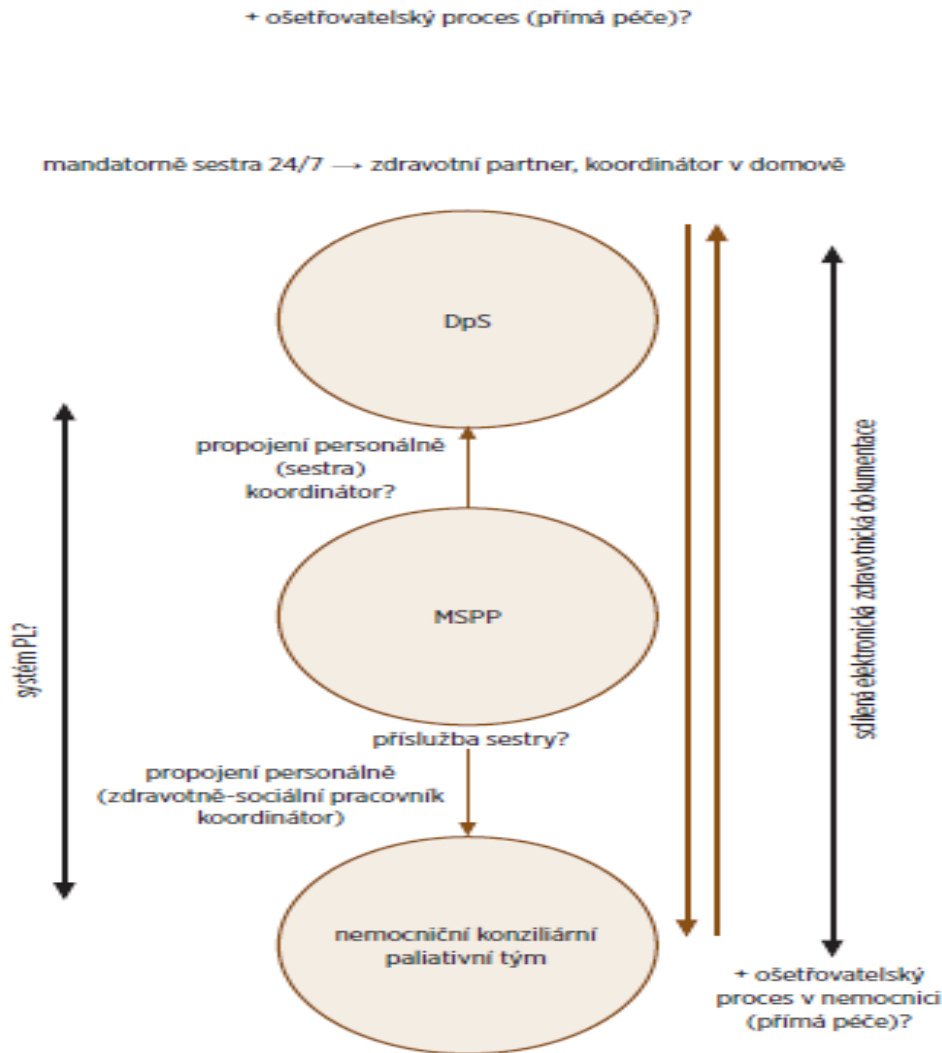 + ošetřovatelský proces (přímá péče)?
mandatorně sestra 24/7 → zdravotní partner, koordinátor v domově
DpS
propojení personálně
(sestra)
koordinátor?
MSPP
systém PL?
sdílená elektronická zdravotnická dokumentace
příslužba sestry?
propojení personálně
(zdravotně-sociální pracovník
koordinátor)
nemocniční konziliární
paliativní tým
+ ošetřovatelský
proces v nemocnici
(přímá péče)?